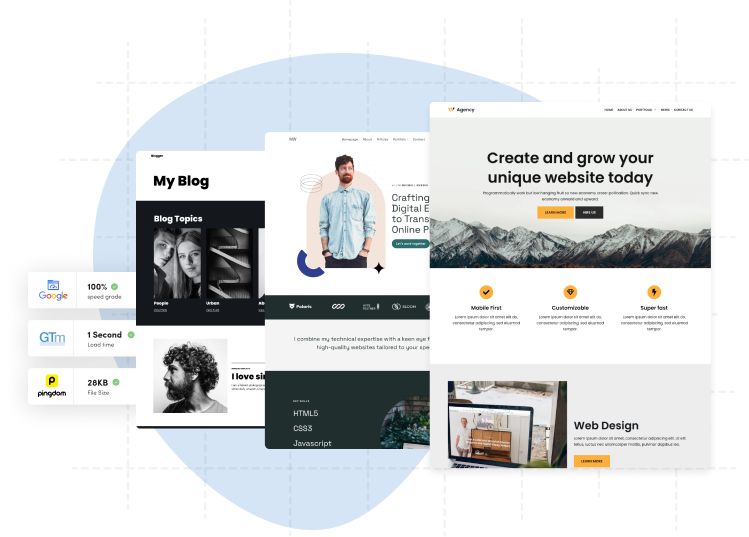 Google
100%
speed grade
GTm
1 Second
Load time
pingdom
28KB
File Size
Blogger
My Blog
Blog Topics
People
Urban
Ab
I love sin
Homepage About Articles Portfolio Contact
Crafting
Digital E
to Trans
Online P
Let's work together
Polaris
BLOOM
I combine my technical expertise with a keen eye f
high-quality websites tailored to your spe
KEY SKILLS
HTML5
CSS3
Javascript
Agency
HOME ABOUT US PORTFOLIO NEWS CONTACT US
Create and grow your
unique website today
Programmatically work but low hanging fruit so new economy cross-pollination. Quick sync new
economy onward and upward.
LEARN MORE
HIRE US
Mobile First
Lorem ipsum dolor sit amet elit do,
consectetur adipiscing, sed eiusmod
tempor.
Customizable
Lorem ipsum dolor sit amet elit do,
consectetur adipiscing, sed eiusmod
tempor.
Super fast
Lorem ipsum dolor sit amet elit do,
consectetur adipiscing, sed eiusmod
tempor.
Web Design
Lorem ipsum dolor sit amet, consectetur adipiscing elit ut elit
tellus, luctus nec ullamcorper mattis, pulvinar dapibus leo.
LEARN MORE